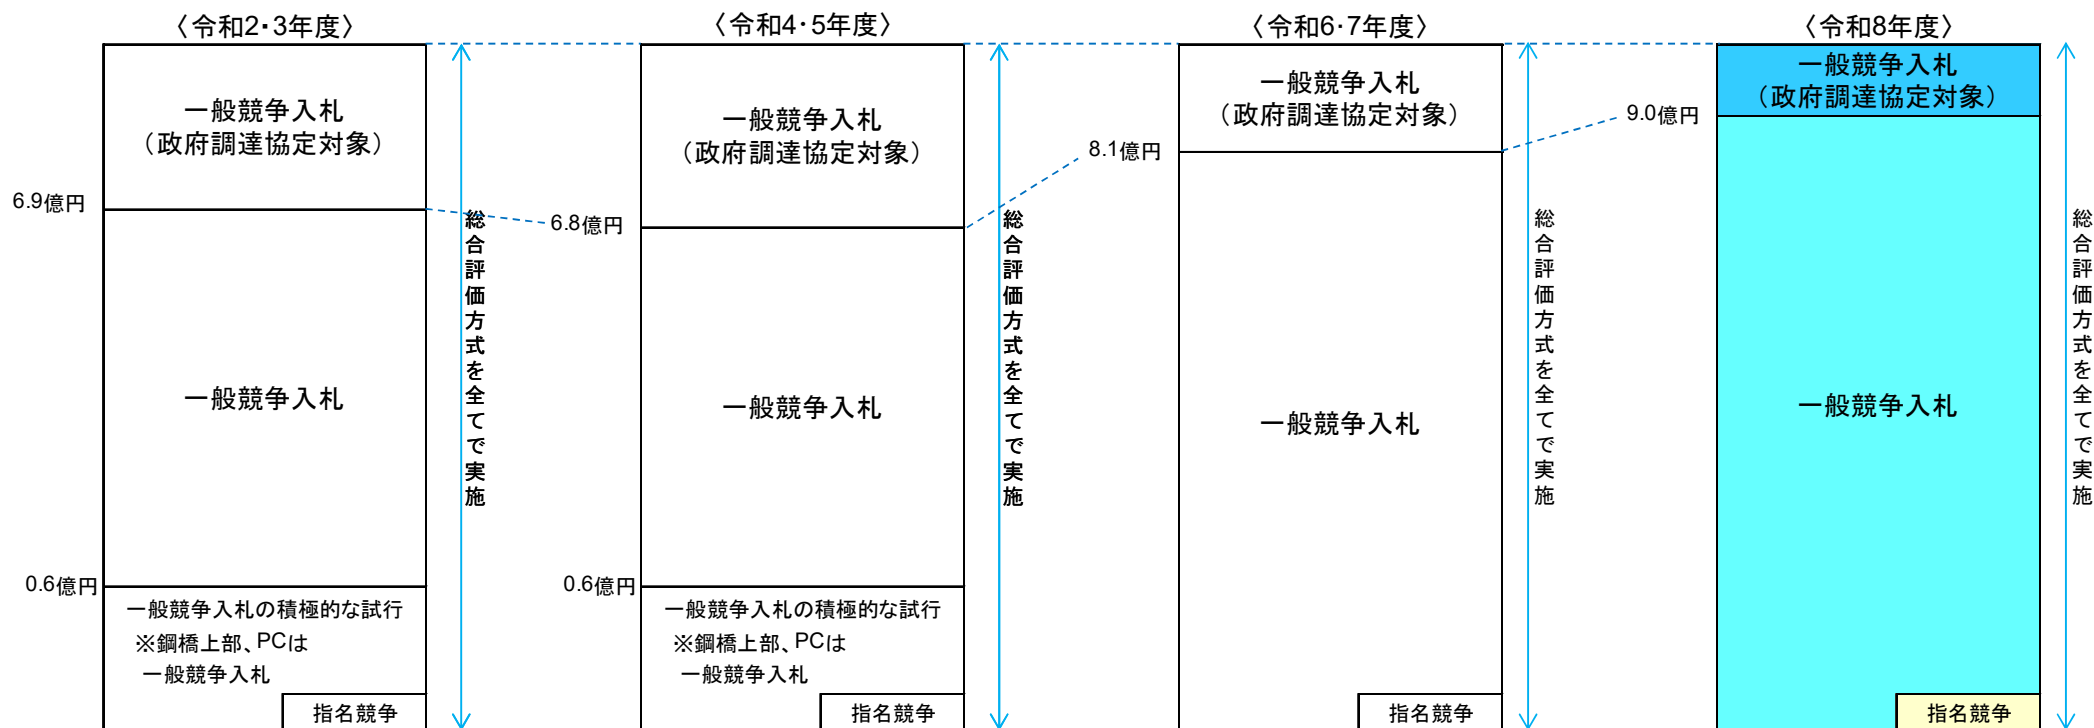 〈令和2・3年度〉
一般競争入札
（政府調達協定対象）
6.9億円
一般競争入札
0.6億円
一般競争入札の積極的な試行
※鋼橋上部、PCは
一般競争入札
指名競争
総合評価方式を全てで実施
〈令和4・5年度〉
一般競争入札
（政府調達協定対象）
6.8億円
一般競争入札
0.6億円
一般競争入札の積極的な試行
※鋼橋上部、PCは
一般競争入札
指名競争
総合評価方式を全てで実施
〈令和6・7年度〉
一般競争入札
（政府調達協定対象）
8.1億円
一般競争入札
指名競争
総合評価方式を全てで実施
〈令和8年度〉
一般競争入札
（政府調達協定対象）
9.0億円
一般競争入札
指名競争
総合評価方式を全てで実施